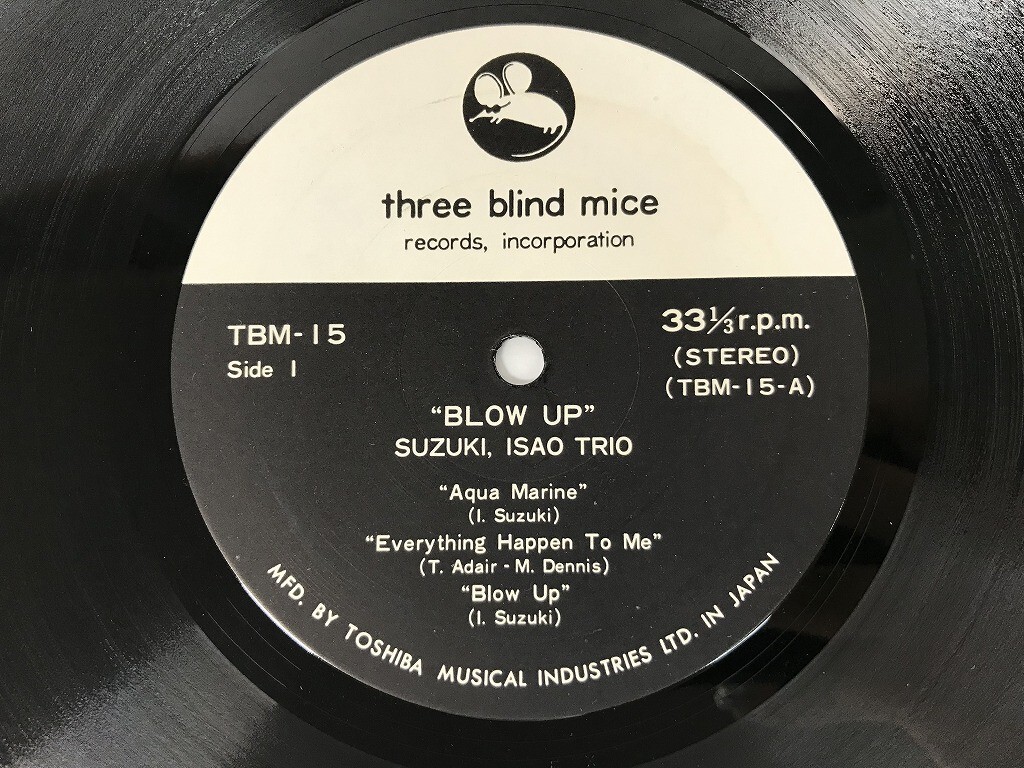 three blind mice
records, incorporation
TBM-15
Side 1
33⅓r.p.m.
(STEREO)
(TBM-15-A)
“BLOW UP”
SUZUKI, ISAO TRIO
“Aqua Marine”
(I. Suzuki)
“Everything Happen To Me”
(T. Adair - M. Dennis)
“Blow Up”
(I. Suzuki)
MFD. BY TOSHIBA MUSICAL INDUSTRIES LTD. IN JAPAN